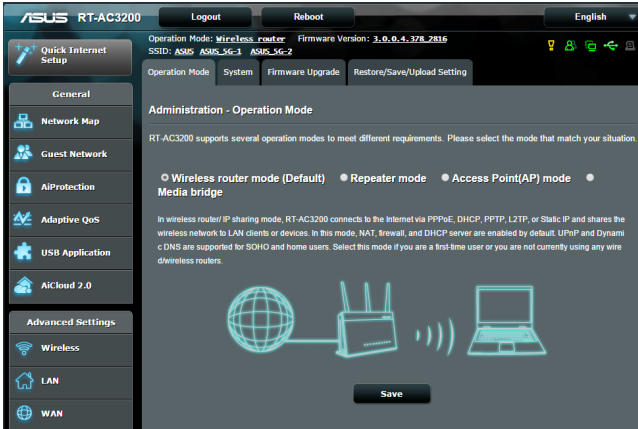 ASUS RT-AC3200 Logout Reboot English
Operation Mode: Wireless router Firmware Version: 3.0.0.4.378_2816
SSID: ASUS ASUS_5G-1 ASUS_5G-2
Quick Internet
Setup
Operation Mode System Firmware Upgrade Restore/Save/Upload Setting
General
Network Map
Guest Network
AiProtection
Adaptive QoS
USB Application
AiCloud 2.0
Advanced Settings
Wireless
LAN
WAN
Administration - Operation Mode
RT-AC3200 supports several operation modes to meet different requirements. Please select the mode that match your situation.
Wireless router mode (Default) Repeater mode Access Point(AP) mode
Media bridge
In wireless router/ IP sharing mode, RT-AC3200 connects to the Internet via PPPoE, DHCP, PPTP, L2TP, or Static IP and shares the
wireless network to LAN clients or devices. In this mode, NAT, firewall, and DHCP server are enabled by default. UPnP and Dynami
c DNS are supported for SOHO and home users. Select this mode if you are a first-time user or you are not currently using any wire
d/wireless routers.
Save